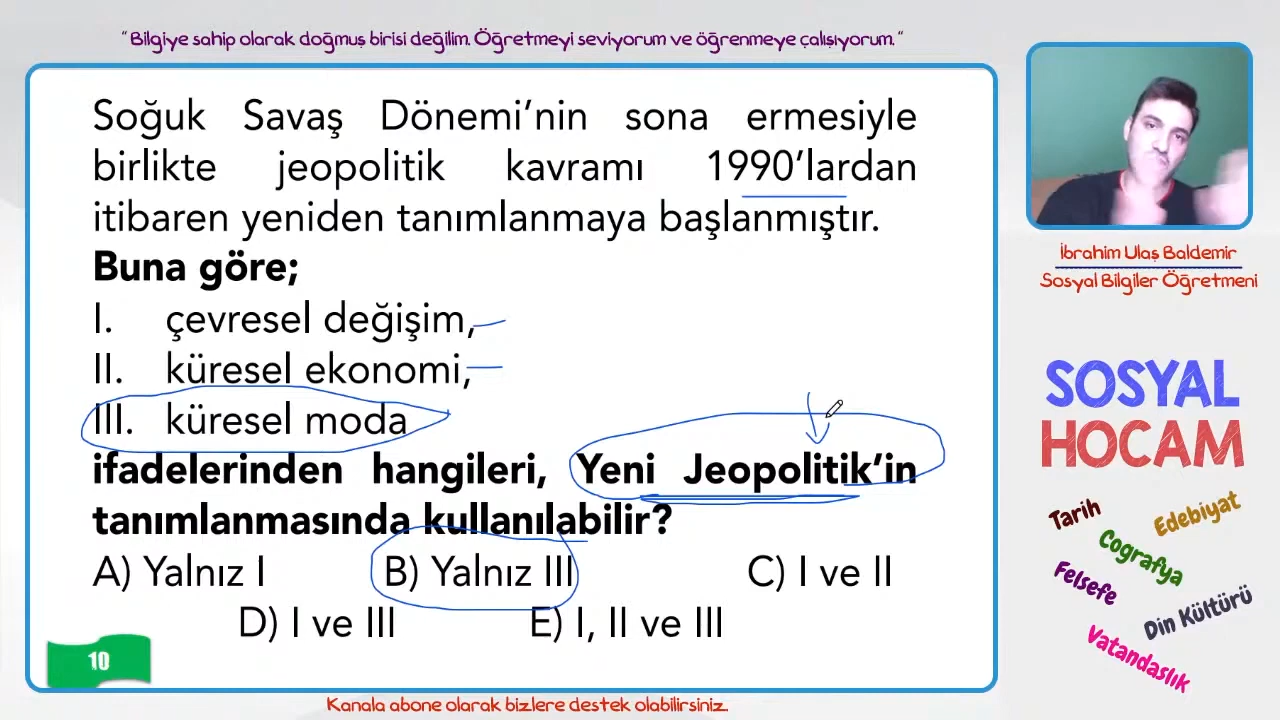 “ Bilgiye sahip olarak doğmuş birisi değilim. Öğretmeyi seviyorum ve öğrenmeye çalışıyorum. ”
Soğuk Savaş Dönemi’nin sona ermesiyle
birlikte jeopolitik kavramı 1990’lardan
itibaren yeniden tanımlanmaya başlanmıştır.
Buna göre;
I. çevresel değişim,
II. küresel ekonomi,
III. küresel moda
ifadelerinden hangileri, Yeni Jeopolitik’in
tanımlanmasında kullanılabilir?
A) Yalnız I B) Yalnız III C) I ve II
D) I ve III E) I, II ve III
10
İbrahim Ulaş Baldemir
Sosyal Bilgiler Öğretmeni
SOSYAL
HOCAM
Tarih
Edebiyat
Cografya
Felsefe
Din Kültürü
Vatandaslık
Kanala abone olarak bizlere destek olabilirsiniz.